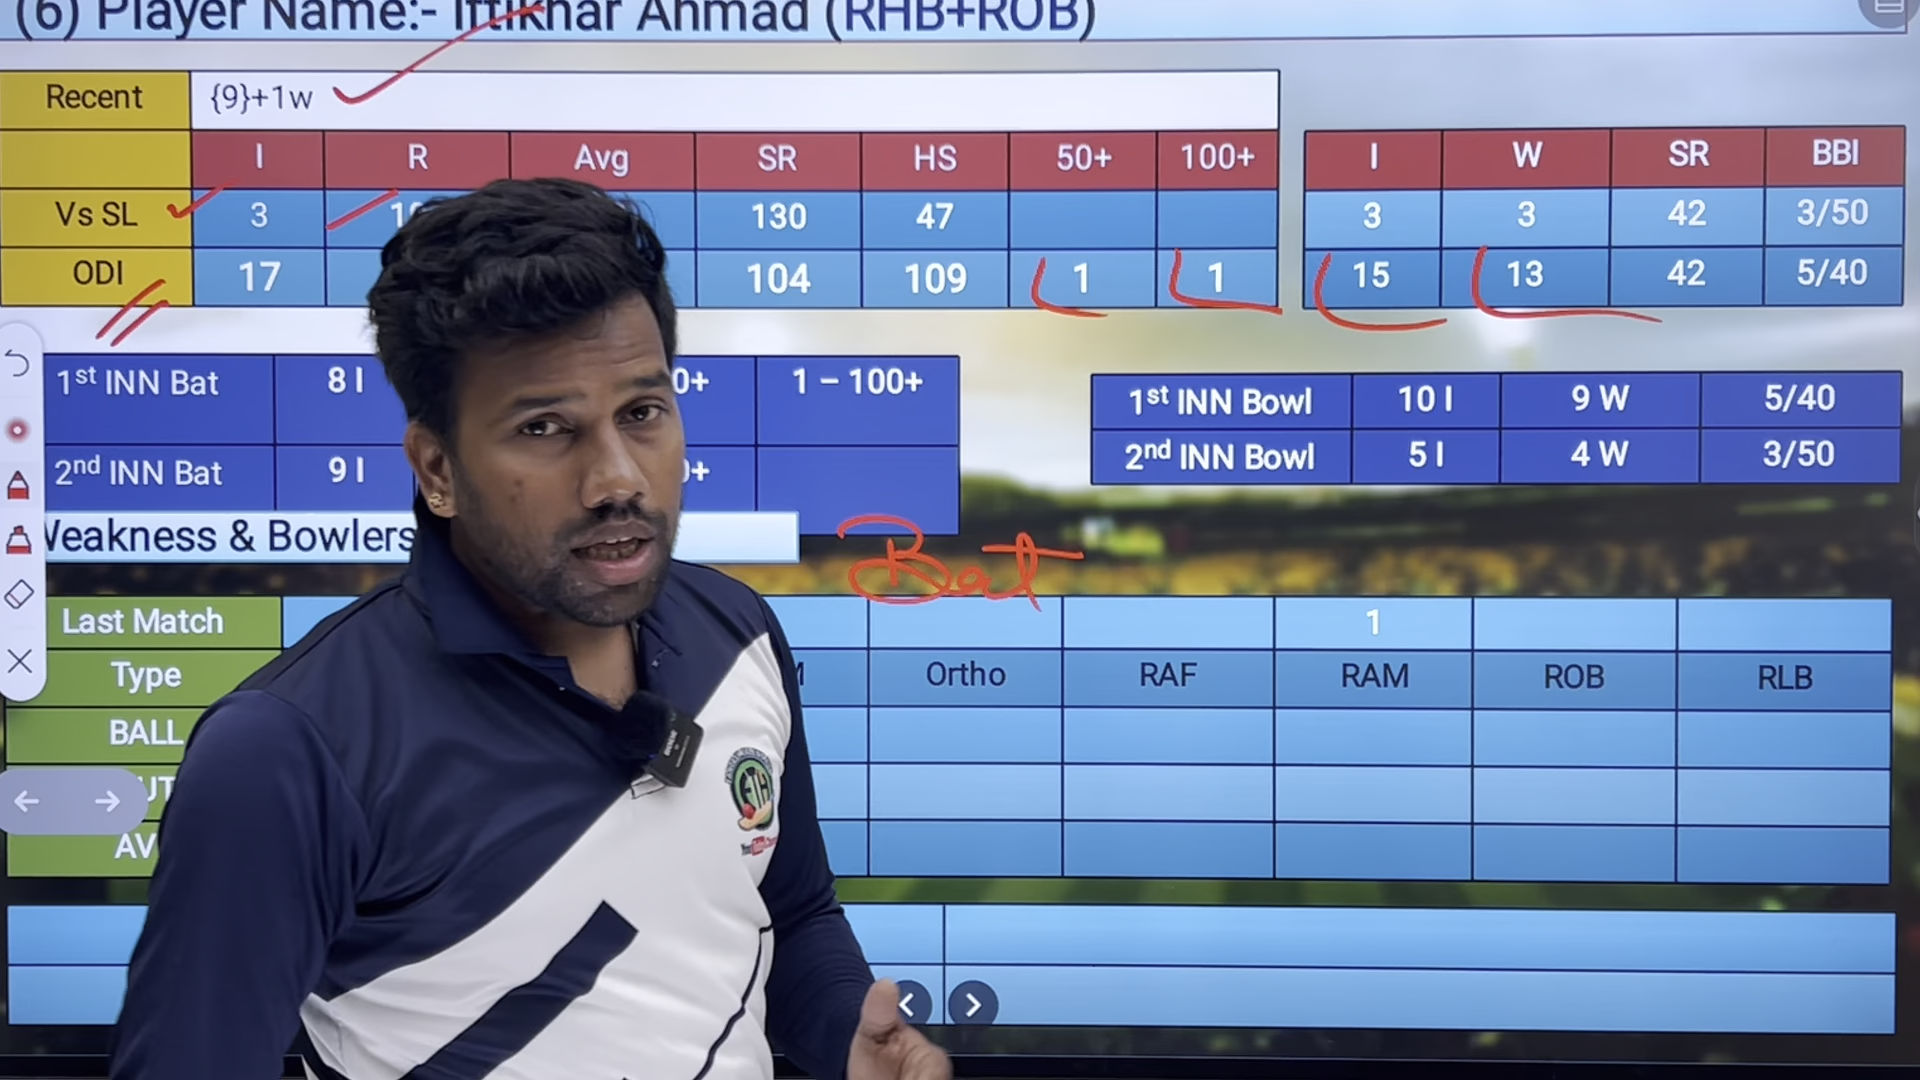 (6) Player Name:- Iftikhar Ahmad (RHB+ROB)
Recent {9}+1w
I R Avg SR HS 50+ 100+
Vs SL 3 130 47
ODI 17 104 109 1 1
I W SR BBI
3 3 42 3/50
15 13 42 5/40
1st INN Bat 8 I 1 – 100+
2nd INN Bat 9 I
1st INN Bowl 10 I 9 W 5/40
2nd INN Bowl 5 I 4 W 3/50
Weakness & Bowlers
Bat
Last Match 1
Type Ortho RAF RAM ROB RLB
BALL
FTH